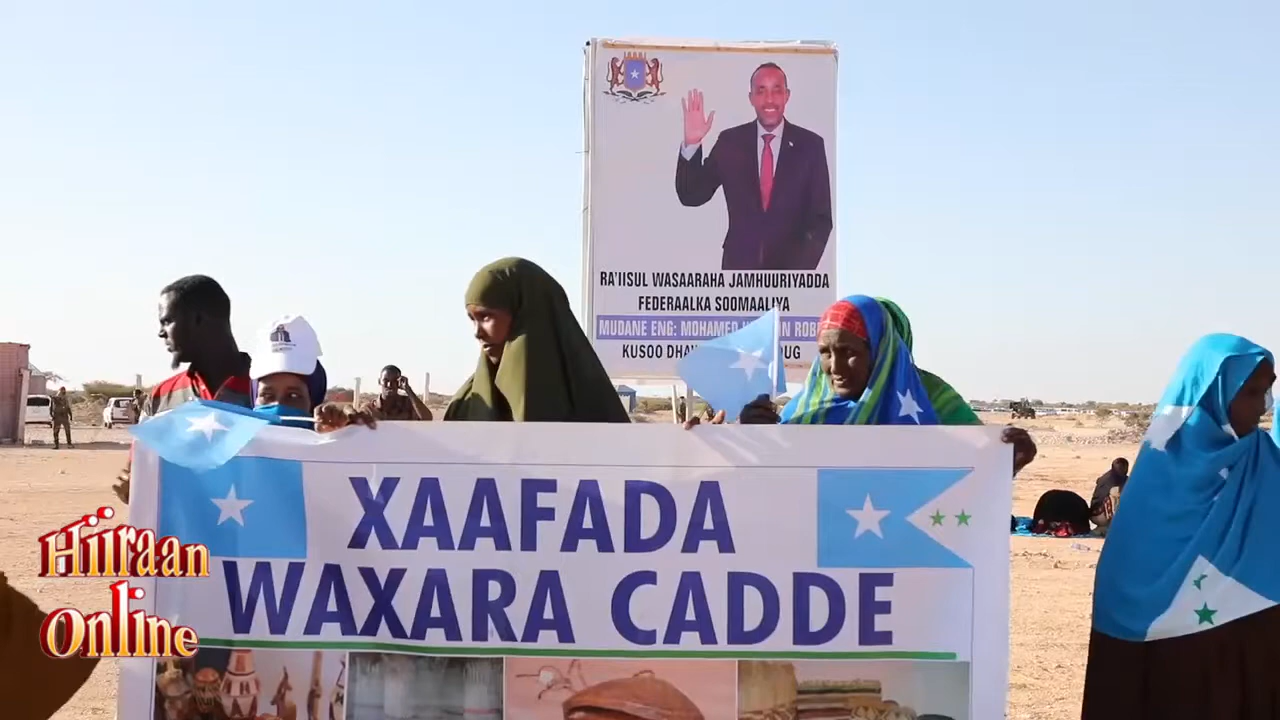 RA'IISUL WASAARAHA JAMHUURIYADDA
FEDERAALKA SOOMAALIYA
MUDANE ENG: MOHAMED
KUSOO
XAAFADA
WAXARA CADDE
Hiiraan
Online